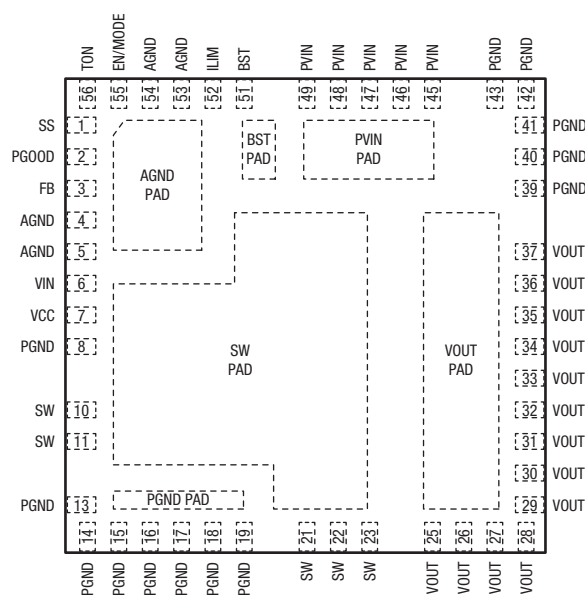 TON EN/MODE AGND AGND ILIM BST PVIN PVIN PVIN PVIN PVIN PGND PGND
56 55 54 53 52 51 49 48 47 46 45 43 42
SS 1 41 PGND
PGOOD 2 40 PGND
FB 3 39 PGND
AGND 4
AGND 5 37 VOUT
VIN 6 36 VOUT
VCC 7 35 VOUT
PGND 8 34 VOUT
33 VOUT
SW 10 32 VOUT
SW 11 31 VOUT
30 VOUT
PGND 13 29 VOUT
AGND
PAD
BST
PAD
PVIN
PAD
SW
PAD
VOUT
PAD
PGND PAD
14 15 16 17 18 19 21 22 23 25 26 27 28
PGND PGND PGND PGND PGND PGND SW SW SW VOUT VOUT VOUT VOUT